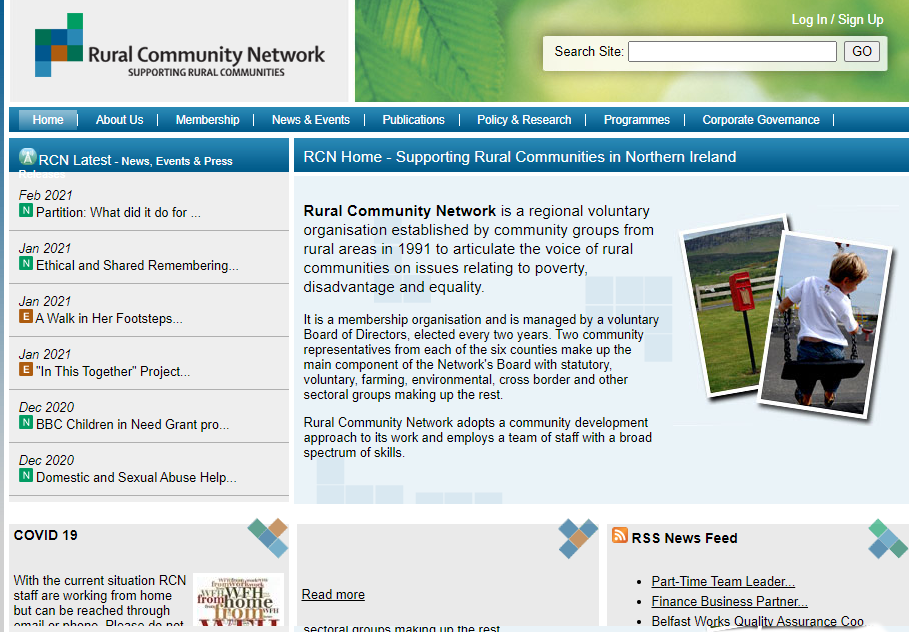 Log In / Sign Up
Rural Community Network
SUPPORTING RURAL COMMUNITIES
Search Site: GO
Home About Us Membership News & Events Publications Policy & Research Programmes Corporate Governance
RCN Latest - News, Events & Press
Releases
Feb 2021
N Partition: What did it do for ...
Jan 2021
N Ethical and Shared Remembering...
Jan 2021
E A Walk in Her Footsteps...
Jan 2021
E "In This Together" Project...
Dec 2020
N BBC Children in Need Grant pro...
Dec 2020
N Domestic and Sexual Abuse Help...
RCN Home - Supporting Rural Communities in Northern Ireland
Rural Community Network is a regional voluntary
organisation established by community groups from
rural areas in 1991 to articulate the voice of rural
communities on issues relating to poverty,
disadvantage and equality.
It is a membership organisation and is managed by a voluntary
Board of Directors, elected every two years. Two community
representatives from each of the six counties make up the
main component of the Network's Board with statutory,
voluntary, farming, environmental, cross border and other
sectoral groups making up the rest.
Rural Community Network adopts a community development
approach to its work and employs a team of staff with a broad
spectrum of skills.
COVID 19
With the current situation RCN
staff are working from home
but can be reached through
email or phone. Please do not
WFH
home
from
WFH
Read more
sectoral groups making up the rest.
RSS News Feed
Part-Time Team Leader...
Finance Business Partner...
Belfast Works Quality Assurance Coo